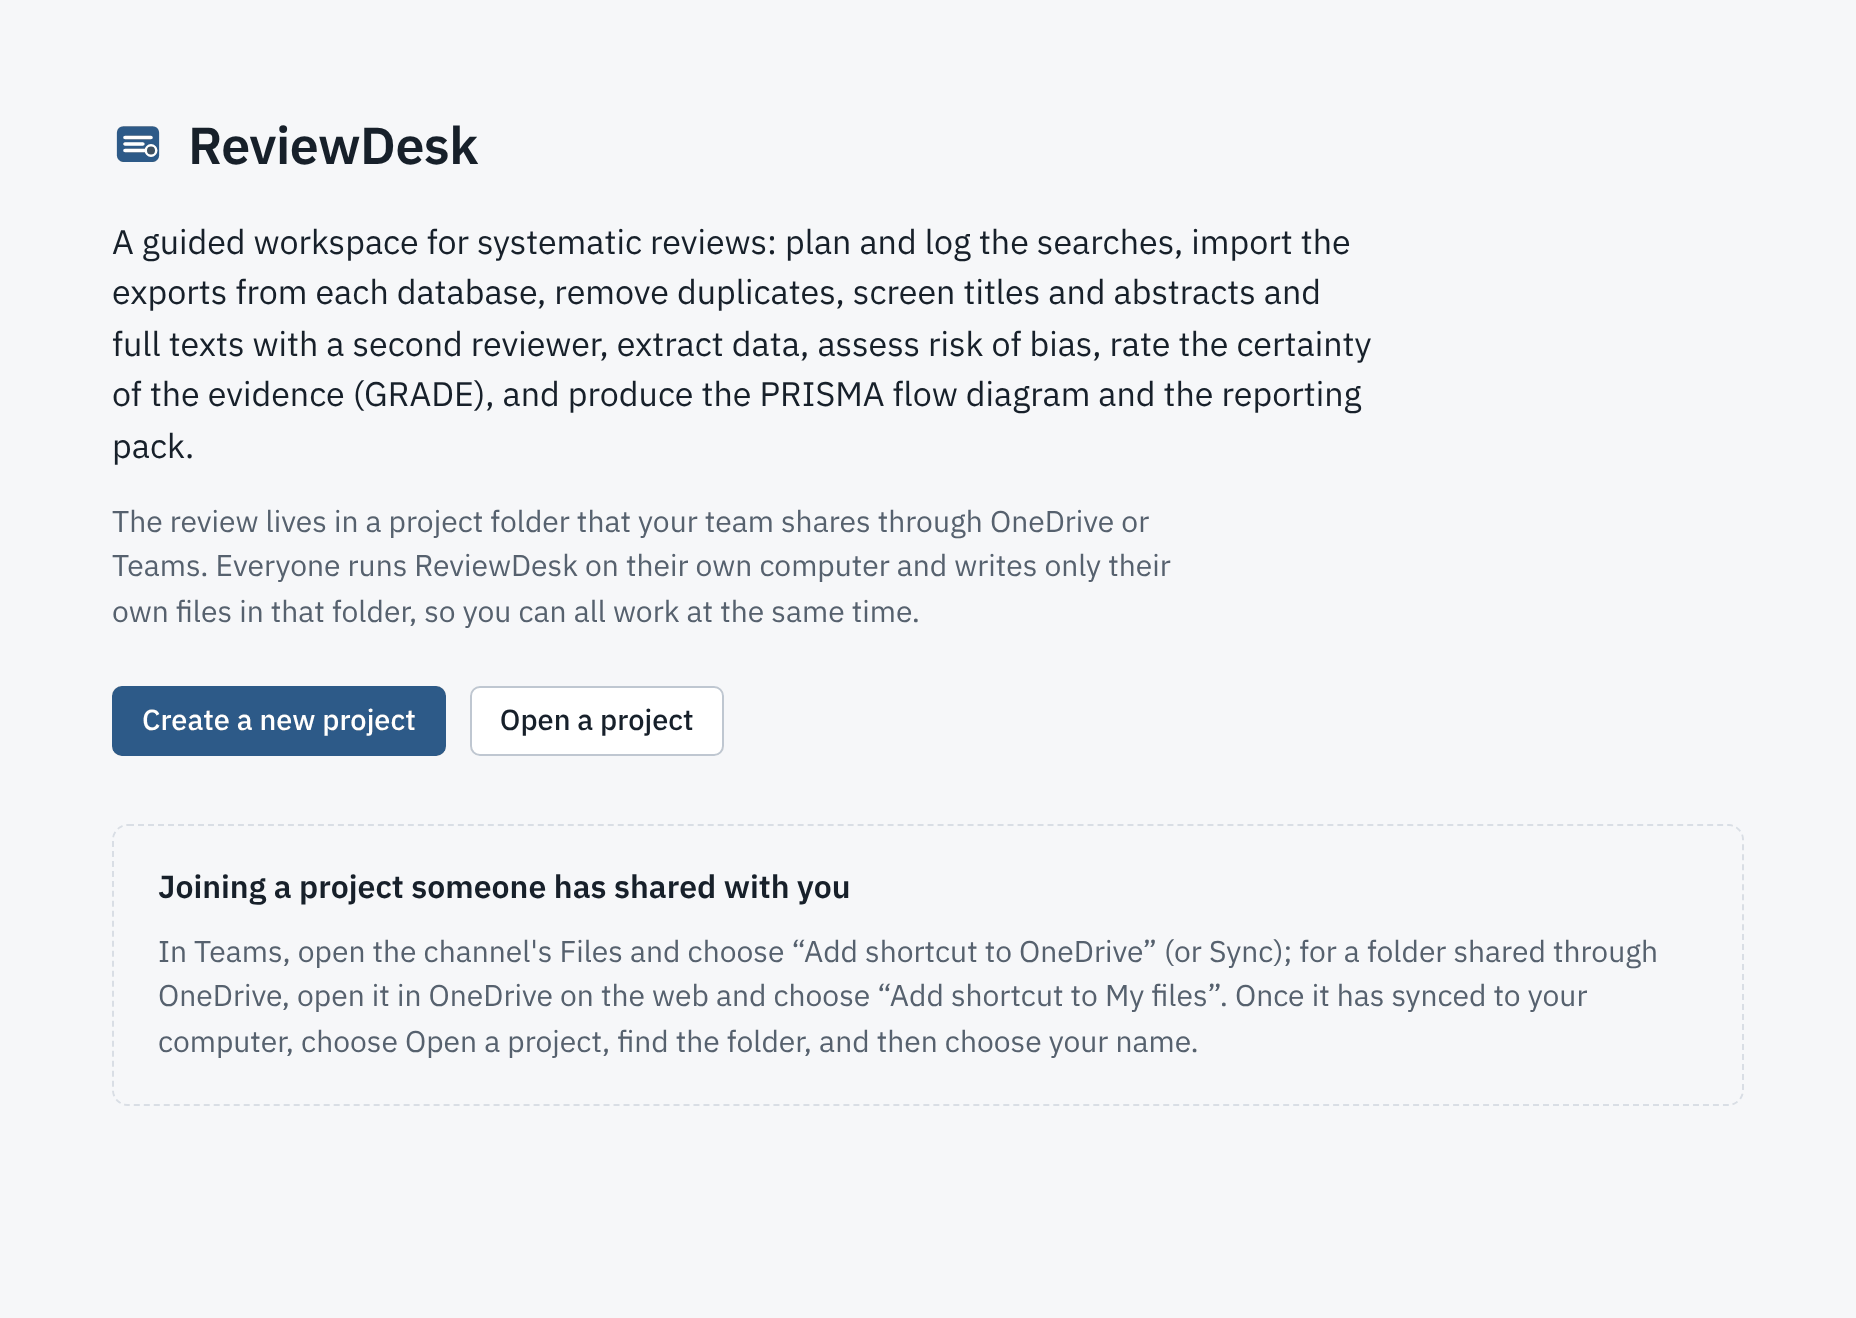 ReviewDesk
A guided workspace for systematic reviews: plan and log the searches, import the
exports from each database, remove duplicates, screen titles and abstracts and
full texts with a second reviewer, extract data, assess risk of bias, rate the certainty
of the evidence (GRADE), and produce the PRISMA flow diagram and the reporting
pack.
The review lives in a project folder that your team shares through OneDrive or
Teams. Everyone runs ReviewDesk on their own computer and writes only their
own files in that folder, so you can all work at the same time.
Create a new project
Open a project
Joining a project someone has shared with you
In Teams, open the channel's Files and choose “Add shortcut to OneDrive” (or Sync); for a folder shared through
OneDrive, open it in OneDrive on the web and choose “Add shortcut to My files”. Once it has synced to your
computer, choose Open a project, find the folder, and then choose your name.